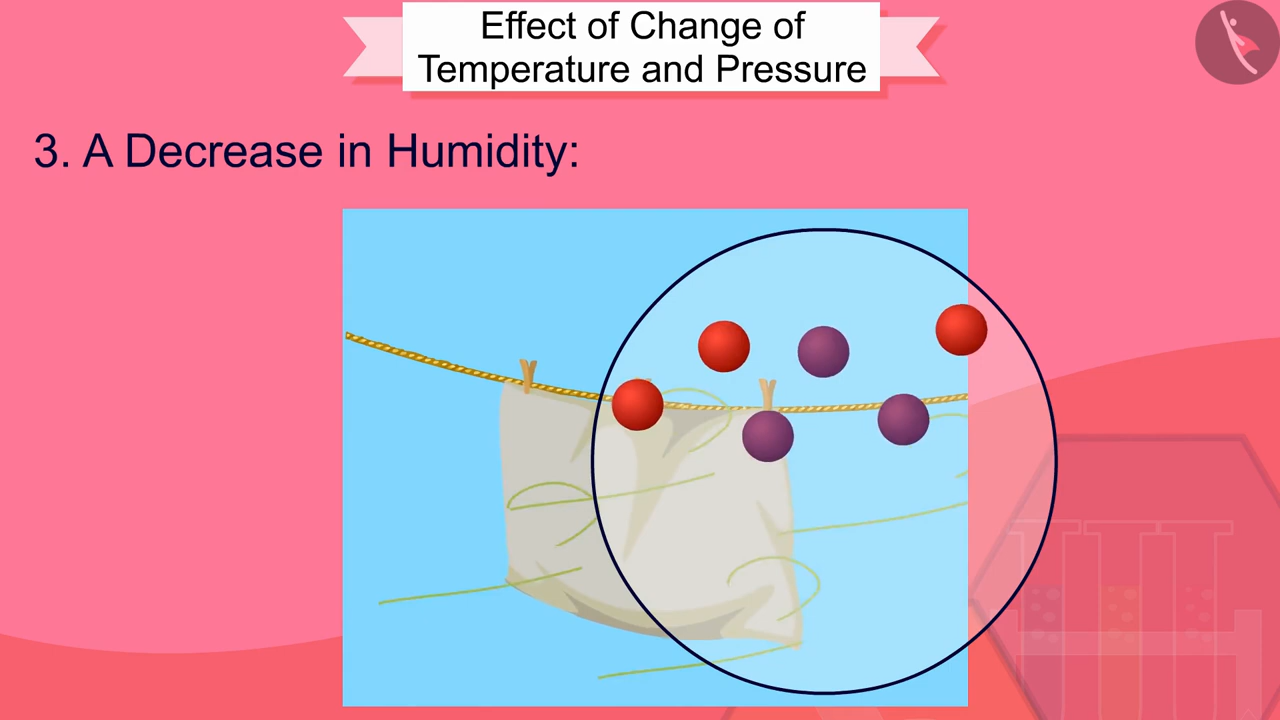 Effect of Change of
Temperature and Pressure
3. A Decrease in Humidity: